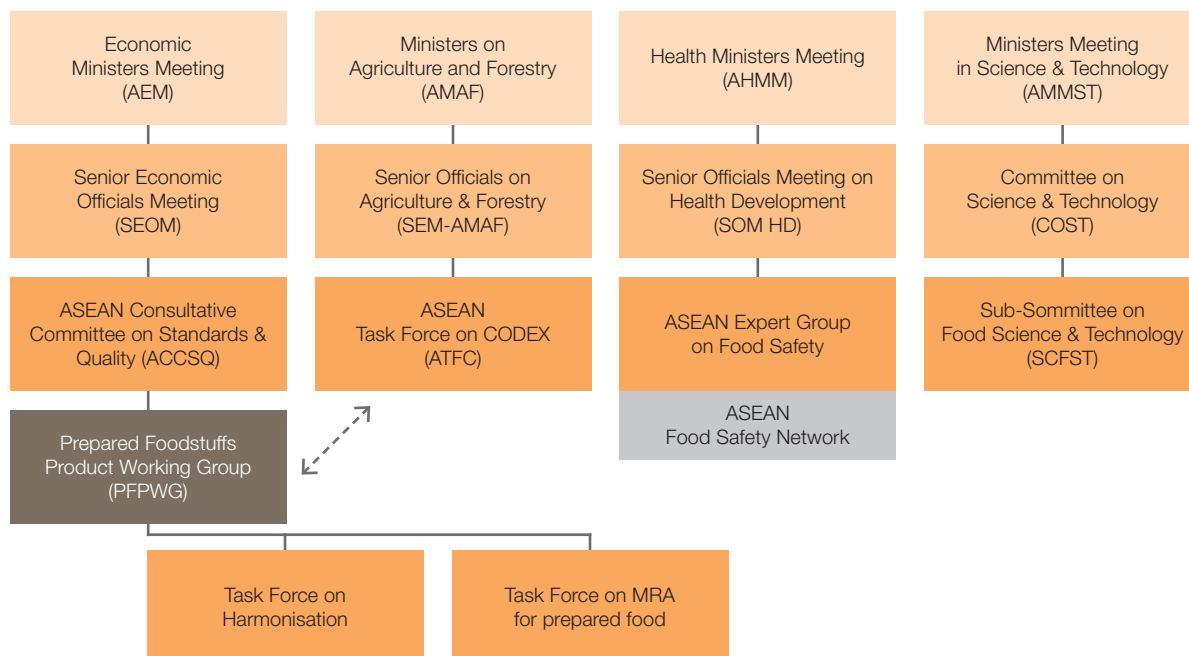 Economic
Ministers Meeting
(AEM)
Ministers on
Agriculture and Forestry
(AMAF)
Health Ministers Meeting
(AHMM)
Ministers Meeting
in Science & Technology
(AMMST)
Senior Economic
Officials Meeting
(SEOM)
Senior Officials on
Agriculture & Forestry
(SEM-AMAF)
Senior Officials Meeting on
Health Development
(SOM HD)
Committee on
Science & Technology
(COST)
ASEAN Consultative
Committee on Standards &
Quality (ACCSQ)
ASEAN
Task Force on CODEX
(ATFC)
ASEAN Expert Group
on Food Safety
Sub-Sommittee on
Food Science & Technology
(SCFST)
Prepared Foodstuffs
Product Working Group
(PFPWG)
ASEAN
Food Safety Network
Task Force on
Harmonisation
Task Force on MRA
for prepared food